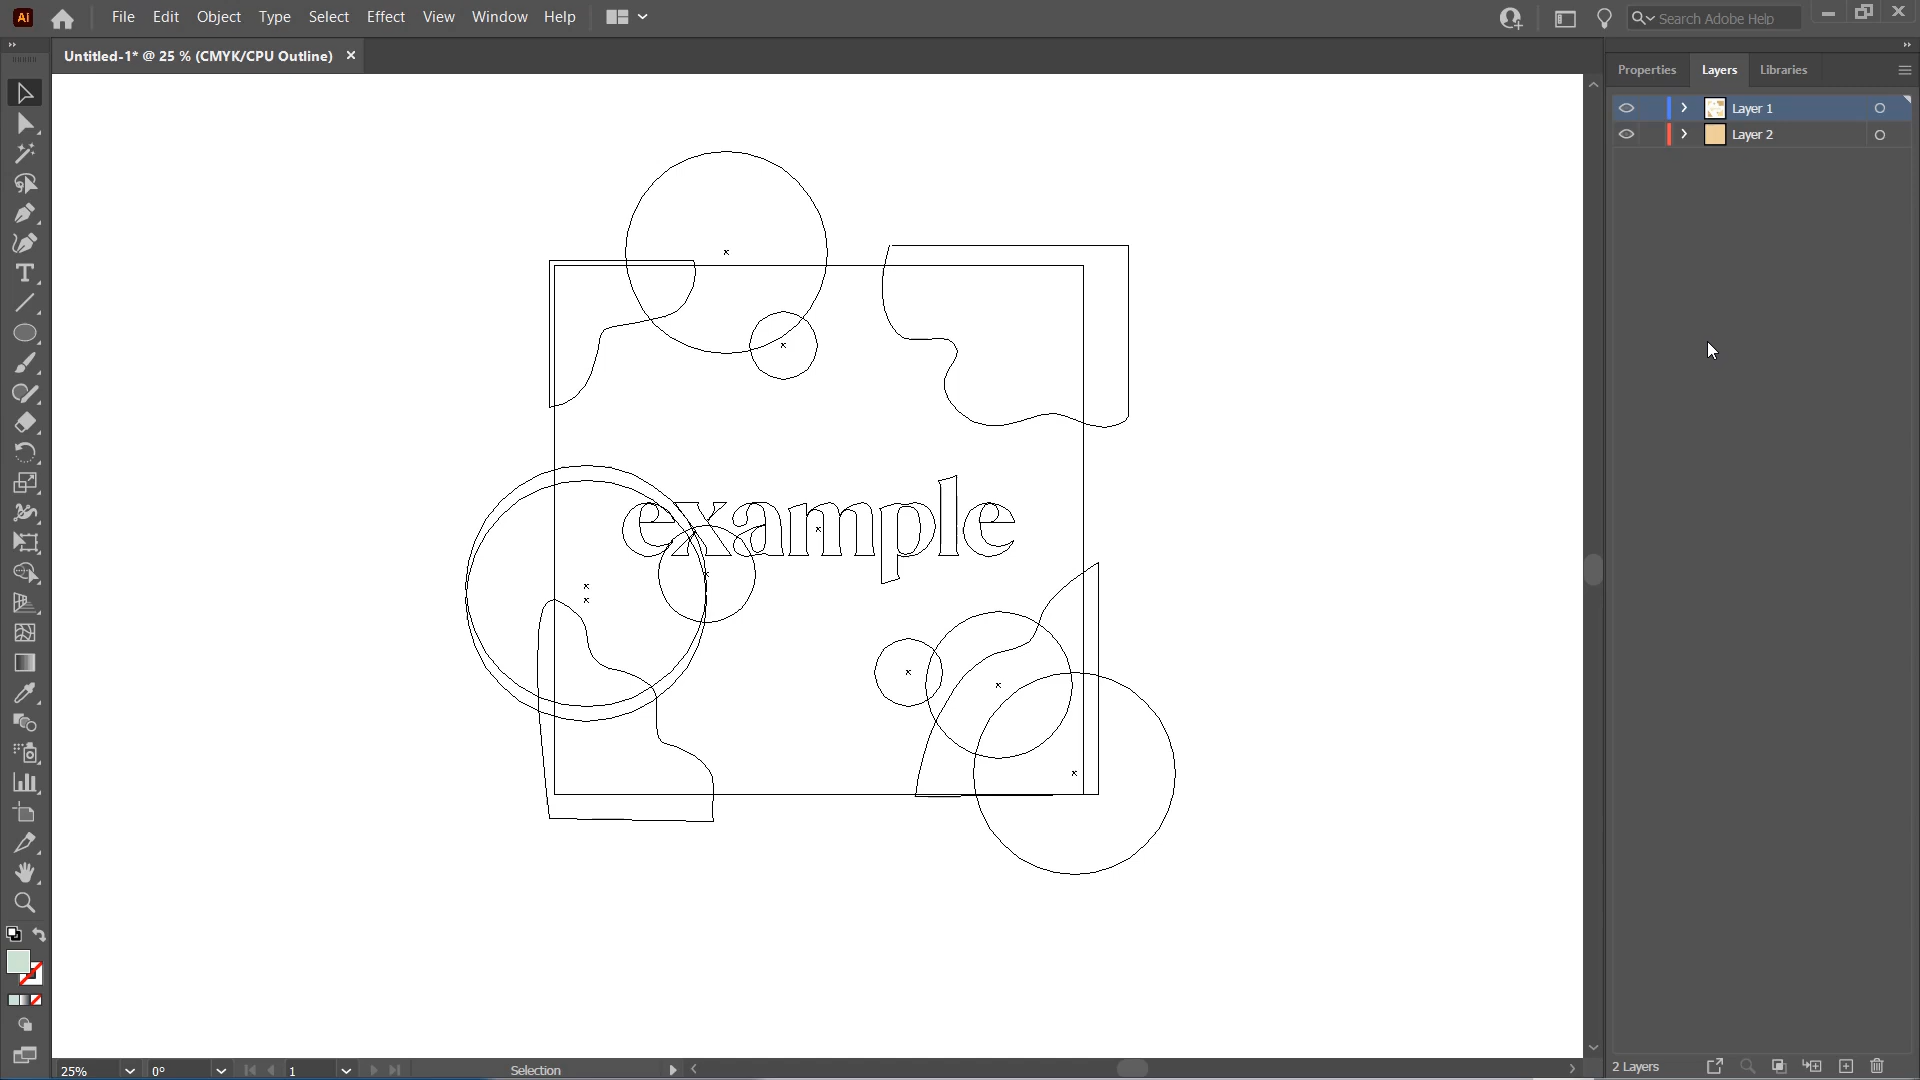 Ai File Edit Object Type Select Effect View Window Help Search Adobe Help
Untitled-1* @ 25 % (CMYK/CPU Outline)
Properties Layers Libraries
Layer 1
Layer 2
example
25% 0° 1 Selection 2 Layers